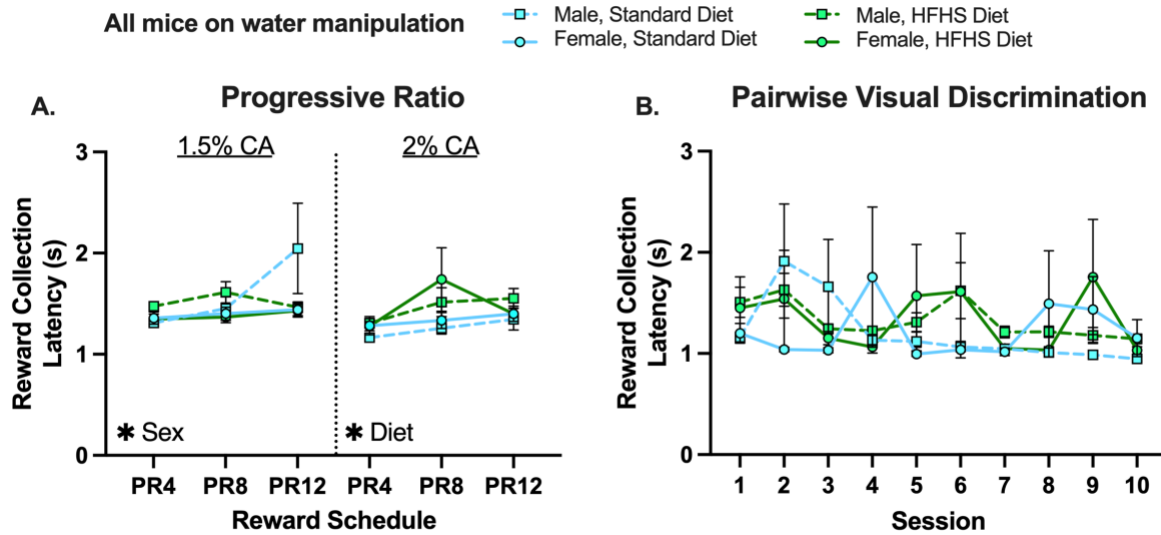 All mice on water manipulation
Male, Standard Diet
Female, Standard Diet
Male, HFHS Diet
Female, HFHS Diet
A.
Progressive Ratio
1.5% CA
2% CA
Reward Collection
Latency (s)
3
2
1
0
✱ Sex
✱ Diet
PR4 PR8 PR12 PR4 PR8 PR12
Reward Schedule
B.
Pairwise Visual Discrimination
Reward Collection
Latency (s)
3
2
1
0
1 2 3 4 5 6 7 8 9 10
Session